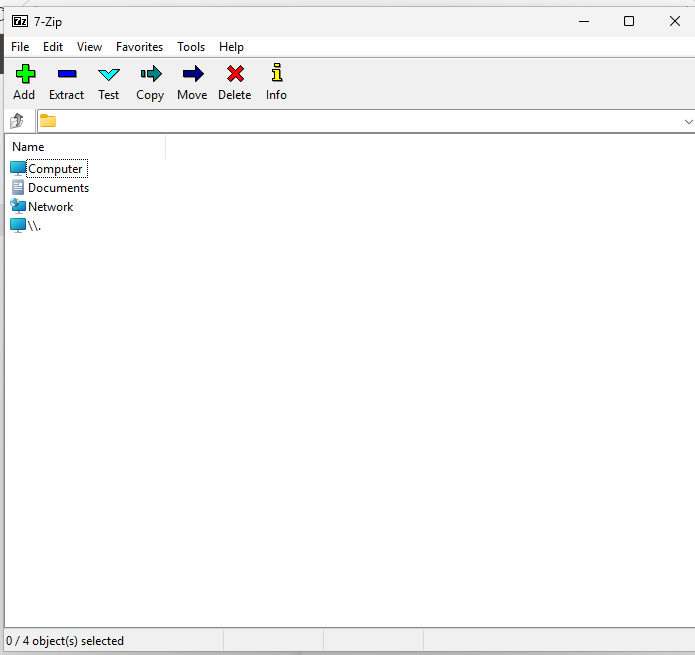 7z 7-Zip
File Edit View Favorites Tools Help
Add Extract Test Copy Move Delete Info
Name
Computer
Documents
Network
\\.
0 / 4 object(s) selected